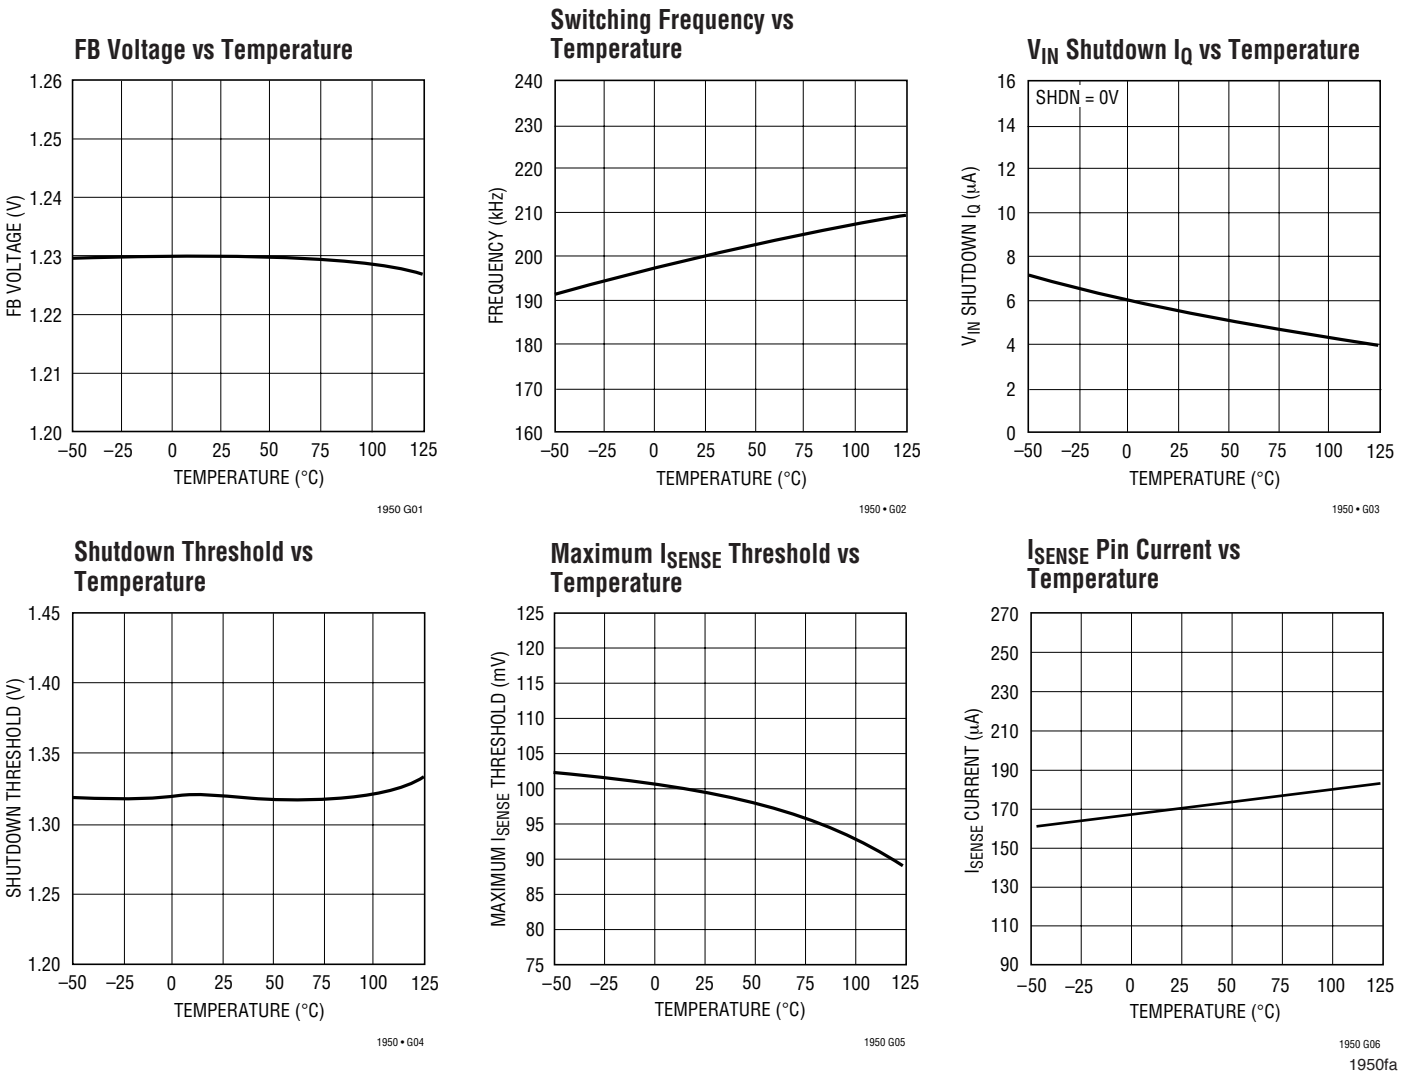 FB Voltage vs Temperature
1.26
1.25
1.24
1.23
1.22
1.21
1.20
FB VOLTAGE (V)
–50 –25 0 25 50 75 100 125
TEMPERATURE (°C)
1950 G01
Switching Frequency vs
Temperature
240
230
220
210
200
190
180
170
160
FREQUENCY (kHz)
–50 –25 0 25 50 75 100 125
TEMPERATURE (°C)
1950 • G02
VIN Shutdown IQ vs Temperature
SHDN = 0V
16
14
12
10
8
6
4
2
0
VIN SHUTDOWN IQ (µA)
–50 –25 0 25 50 75 100 125
TEMPERATURE (°C)
1950 • G03
Shutdown Threshold vs
Temperature
1.45
1.40
1.35
1.30
1.25
1.20
SHUTDOWN THRESHOLD (V)
–50 –25 0 25 50 75 100 125
TEMPERATURE (°C)
1950 • G04
Maximum ISENSE Threshold vs
Temperature
125
120
115
110
105
100
95
90
85
80
75
MAXIMUM ISENSE THRESHOLD (mV)
–50 –25 0 25 50 75 100 125
TEMPERATURE (°C)
1950 G05
ISENSE Pin Current vs
Temperature
270
250
230
210
190
170
150
130
110
90
ISENSE CURRENT (µA)
–50 –25 0 25 50 75 100 125
TEMPERATURE (°C)
1950 G06
1950fa